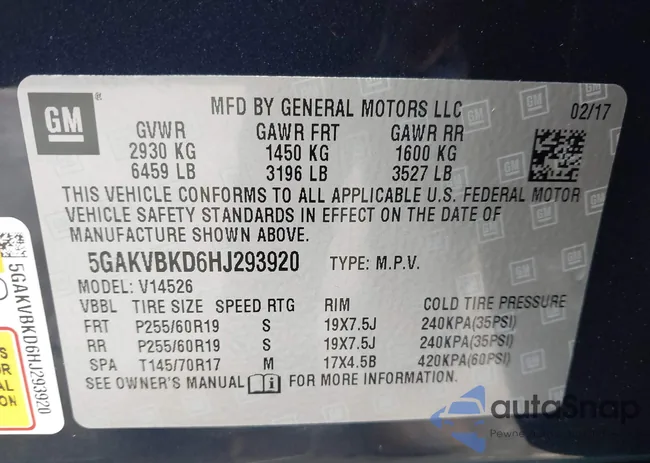 GM
®
MFD BY GENERAL MOTORS LLC 02/17
GVWR GAWR FRT GAWR RR
2930 KG 1450 KG 1600 KG
6459 LB 3196 LB 3527 LB
THIS VEHICLE CONFORMS TO ALL APPLICABLE U.S. FEDERAL MOTOR
VEHICLE SAFETY STANDARDS IN EFFECT ON THE DATE OF
MANUFACTURE SHOWN ABOVE.
5GAKVBKD6HJ293920 TYPE: M.P.V.
MODEL: V14526
VBBL TIRE SIZE SPEED RTG RIM COLD TIRE PRESSURE
FRT P255/60R19 S 19X7.5J 240KPA(35PSI)
RR P255/60R19 S 19X7.5J 240KPA(35PSI)
SPA T145/70R17 M 17X4.5B 420KPA(60PSI)
SEE OWNER'S MANUAL i FOR MORE INFORMATION.
5GAKVBKD6HJ293920
autosnap